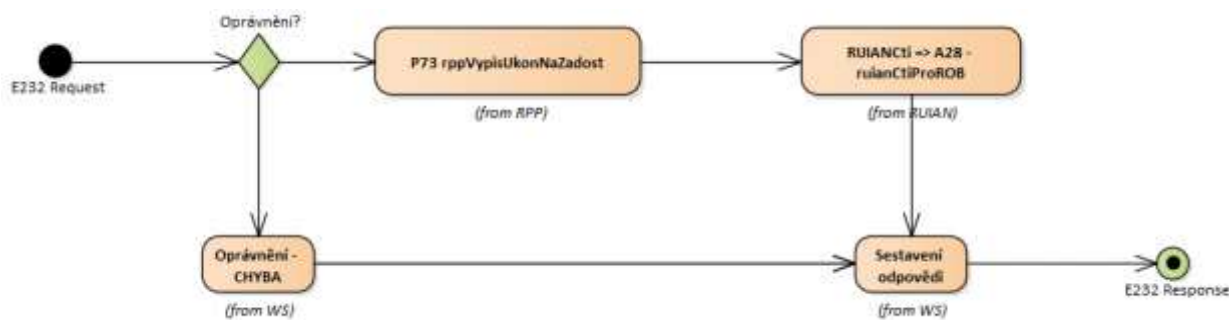 Oprávnění?
E232 Request
P73 rppVypisUkonNaZadost
(from RPP)
RUIANCti => A28 -
ruianCtiProROB
(from RUIAN)
Oprávnění -
CHYBA
(from WS)
Sestavení
odpovědi
(from WS)
E232 Response